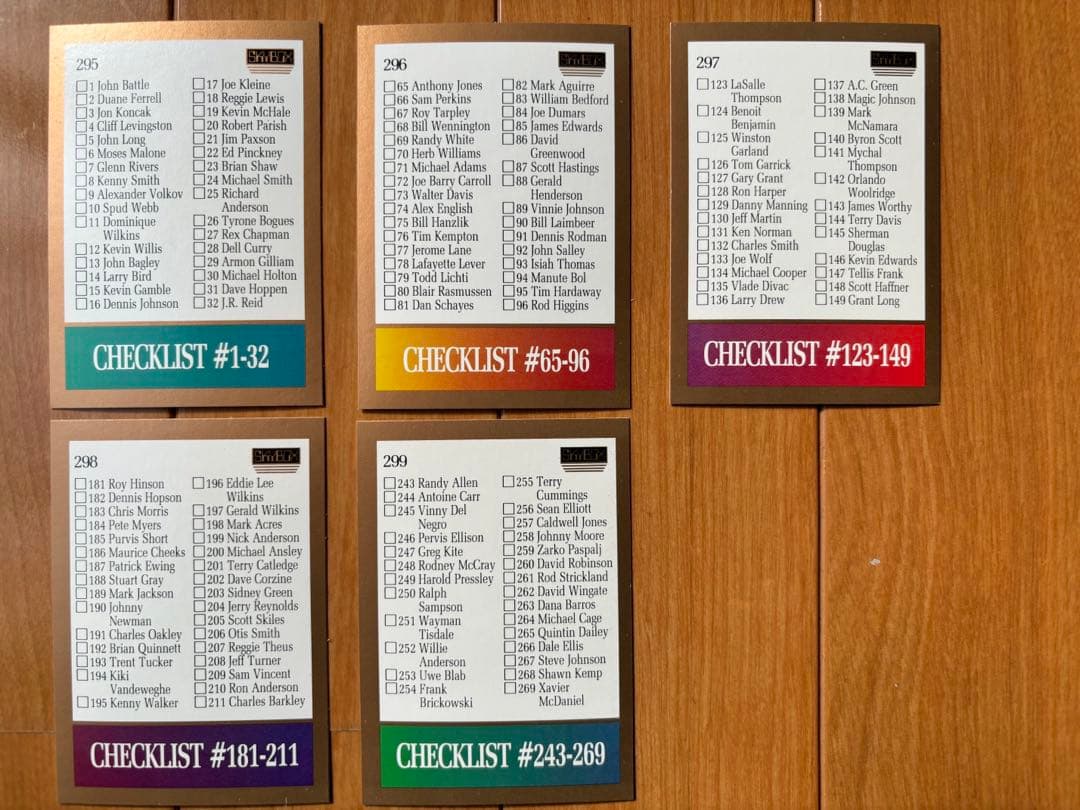 295
SKYBOX
1 John Battle
2 Duane Ferrell
3 Jon Koncak
4 Cliff Levingston
5 John Long
6 Moses Malone
7 Glenn Rivers
8 Kenny Smith
9 Alexander Volkov
10 Spud Webb
11 Dominique
Wilkins
12 Kevin Willis
13 John Bagley
14 Larry Bird
15 Kevin Gamble
16 Dennis Johnson
17 Joe Kleine
18 Reggie Lewis
19 Kevin McHale
20 Robert Parish
21 Jim Paxson
22 Ed Pinckney
23 Brian Shaw
24 Michael Smith
25 Richard
Anderson
26 Tyrone Bogues
27 Rex Chapman
28 Dell Curry
29 Armon Gilliam
30 Michael Holton
31 Dave Hoppen
32 J.R. Reid
CHECKLIST #1-32
296
SKYBOX
65 Anthony Jones
66 Sam Perkins
67 Roy Tarpley
68 Bill Wennington
69 Randy White
70 Herb Williams
71 Michael Adams
72 Joe Barry Carroll
73 Walter Davis
74 Alex English
75 Bill Hanzlik
76 Tim Kempton
77 Jerome Lane
78 Lafayette Lever
79 Todd Lichti
80 Blair Rasmussen
81 Dan Schayes
82 Mark Aguirre
83 William Bedford
84 Joe Dumars
85 James Edwards
86 David
Greenwood
87 Scott Hastings
88 Gerald
Henderson
89 Vinnie Johnson
90 Bill Laimbeer
91 Dennis Rodman
92 John Salley
93 Isiah Thomas
94 Manute Bol
95 Tim Hardaway
96 Rod Higgins
CHECKLIST #65-96
297
SKYBOX
123 LaSalle
Thompson
124 Benoit
Benjamin
125 Winston
Garland
126 Tom Garrick
127 Gary Grant
128 Ron Harper
129 Danny Manning
130 Jeff Martin
131 Ken Norman
132 Charles Smith
133 Joe Wolf
134 Michael Cooper
135 Vlade Divac
136 Larry Drew
137 A.C. Green
138 Magic Johnson
139 Mark
McNamara
140 Byron Scott
141 Mychal
Thompson
142 Orlando
Woolridge
143 James Worthy
144 Terry Davis
145 Sherman
Douglas
146 Kevin Edwards
147 Tellis Frank
148 Scott Haffner
149 Grant Long
CHECKLIST #123-149
298
SKYBOX
181 Roy Hinson
182 Dennis Hopson
183 Chris Morris
184 Pete Myers
185 Purvis Short
186 Maurice Cheeks
187 Patrick Ewing
188 Stuart Gray
189 Mark Jackson
190 Johnny
Newman
191 Charles Oakley
192 Brian Quinnett
193 Trent Tucker
194 Kiki
Vandeweghe
195 Kenny Walker
196 Eddie Lee
Wilkins
197 Gerald Wilkins
198 Mark Acres
199 Nick Anderson
200 Michael Ansley
201 Terry Catledge
202 Dave Corzine
203 Sidney Green
204 Jerry Reynolds
205 Scott Skiles
206 Otis Smith
207 Reggie Theus
208 Jeff Turner
209 Sam Vincent
210 Ron Anderson
211 Charles Barkley
CHECKLIST #181-211
299
SKYBOX
243 Randy Allen
244 Antoine Carr
245 Vinny Del
Negro
246 Pervis Ellison
247 Greg Kite
248 Rodney McCray
249 Harold Pressley
250 Ralph
Sampson
251 Wayman
Tisdale
252 Willie
Anderson
253 Uwe Blab
254 Frank
Brickowski
255 Terry
Cummings
256 Sean Elliott
257 Caldwell Jones
258 Johnny Moore
259 Zarko Paspalj
260 David Robinson
261 Rod Strickland
262 David Wingate
263 Dana Barros
264 Michael Cage
265 Quintin Dailey
266 Dale Ellis
267 Steve Johnson
268 Shawn Kemp
269 Xavier
McDaniel
CHECKLIST #243-269